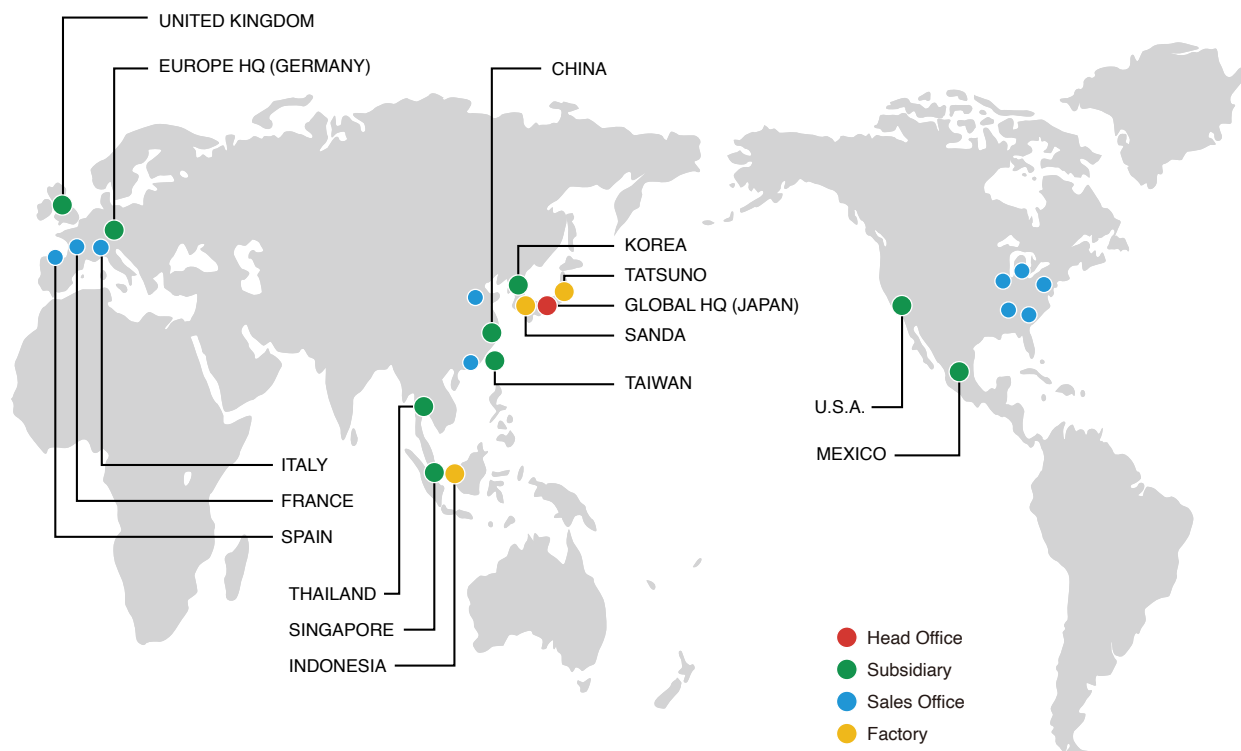 UNITED KINGDOM
EUROPE HQ (GERMANY)
CHINA
KOREA
TATSUNO
GLOBAL HQ (JAPAN)
SANDA
TAIWAN
U.S.A.
MEXICO
ITALY
FRANCE
SPAIN
THAILAND
SINGAPORE
INDONESIA
Head Office
Subsidiary
Sales Office
Factory